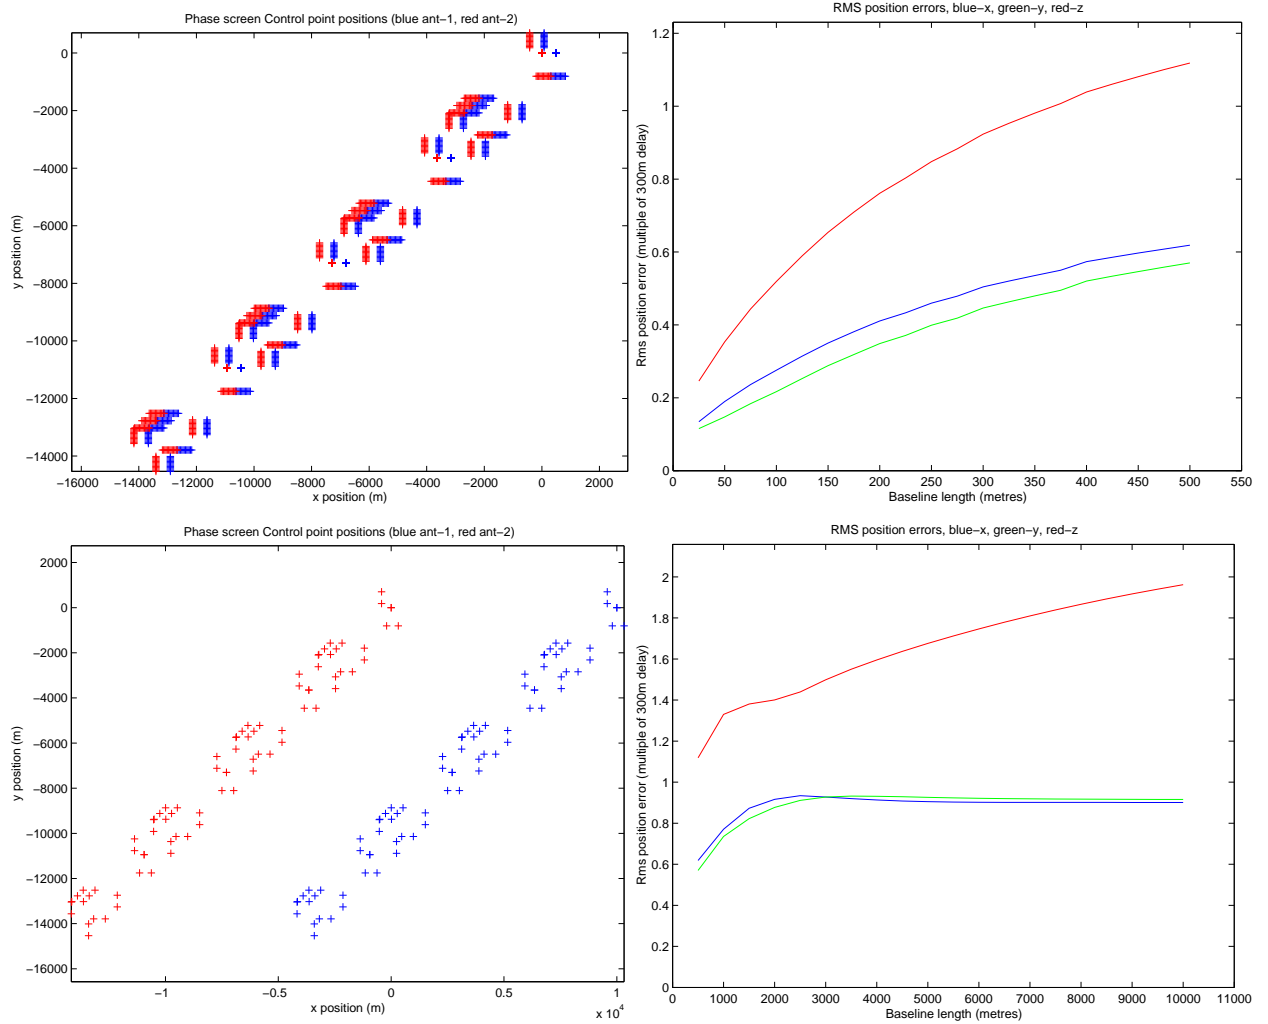 Phase screen Control point positions (blue ant−1, red ant−2)
0
−2000
−4000
−6000
−8000
−10000
−12000
−14000
y position (m)
−16000 −14000 −12000 −10000 −8000 −6000 −4000 −2000 0 2000
x position (m)
RMS position errors, blue−x, green−y, red−z
1.2
1
0.8
0.6
0.4
0.2
0
Rms position error (multiple of 300m delay)
0 50 100 150 200 250 300 350 400 450 500 550
Baseline length (metres)
Phase screen Control point positions (blue ant−1, red ant−2)
2000
0
−2000
−4000
−6000
−8000
−10000
−12000
−14000
−16000
y position (m)
−1 −0.5 0 0.5 1
x position (m)
x 10⁴
RMS position errors, blue−x, green−y, red−z
2
1.8
1.6
1.4
1.2
1
0.8
0.6
0.4
0.2
0
Rms position error (multiple of 300m delay)
0 1000 2000 3000 4000 5000 6000 7000 8000 9000 10000 11000
Baseline length (metres)